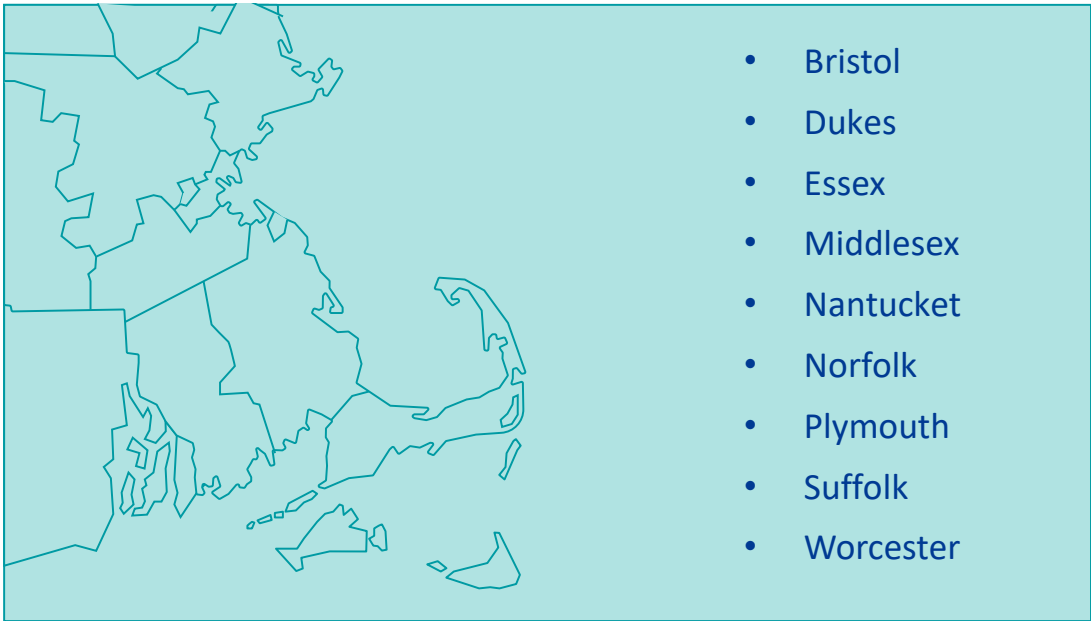 • Bristol
• Dukes
• Essex
• Middlesex
• Nantucket
• Norfolk
• Plymouth
• Suffolk
• Worcester